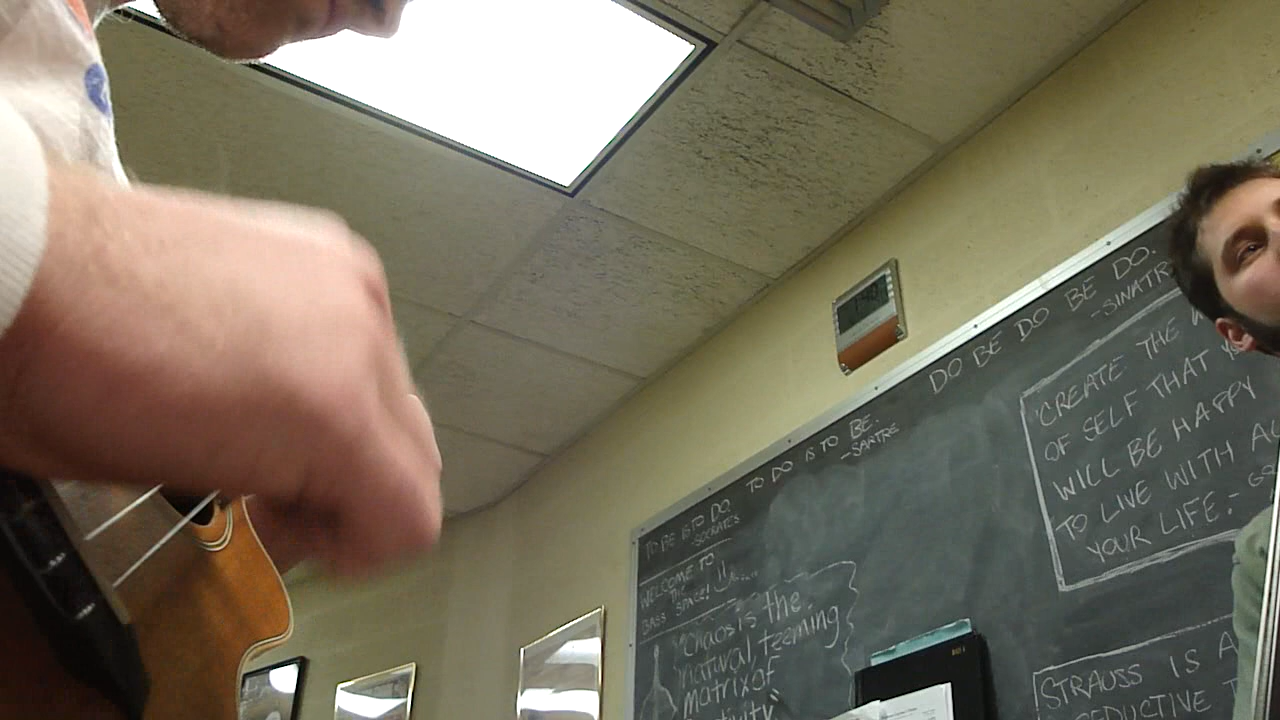 TO BE IS TO DO.
SOCRATES
TO DO IS TO BE.
-SARTRE
DO BE DO BE DO.
-SINATR
WELCOME TO
THE
BASS SPACE!
"Chaos is the
natural, teeming
matrix of
CREATE THE
OF SELF THAT
WILL BE HAPPY
TO LIVE WITH
YOUR LIFE. -
STRAUSS IS A